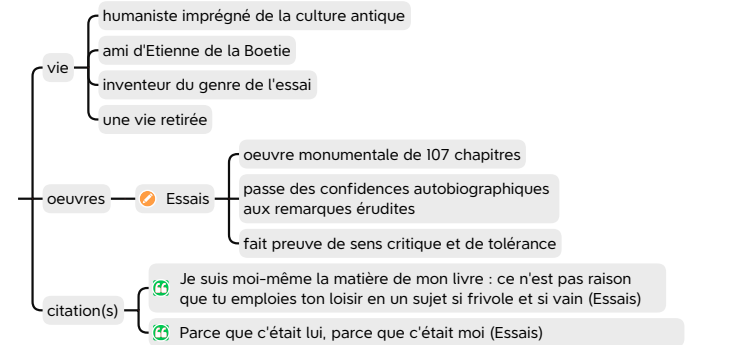 humaniste imprégné de la culture antique
ami d'Etienne de la Boetie
vie
inventeur du genre de l'essai
une vie retirée
oeuvre monumentale de 107 chapitres
passe des confidences autobiographiques
aux remarques érudites
oeuvres
Essais
fait preuve de sens critique et de tolérance
Je suis moi-même la matière de mon livre : ce n'est pas raison
que tu emploies ton loisir en un sujet si frivole et si vain (Essais)
citation(s)
Parce que c'était lui, parce que c'était moi (Essais)